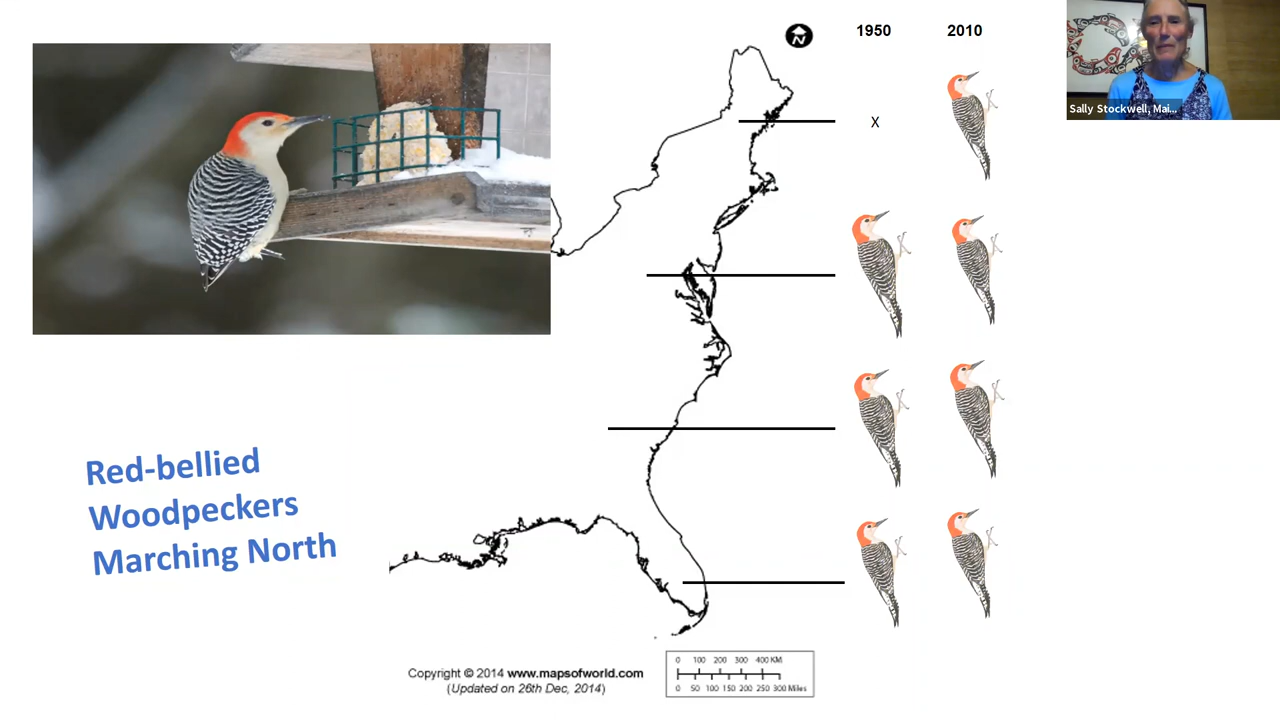 1950
2010
X
Sally Stockwell, Mai...
N
Red-bellied
Woodpeckers
Marching North
Copyright © 2014 www.mapsofworld.com
(Updated on 26th Dec, 2014)
0 100 200 300 400 KM
0 50 100 150 200 250 300 Miles